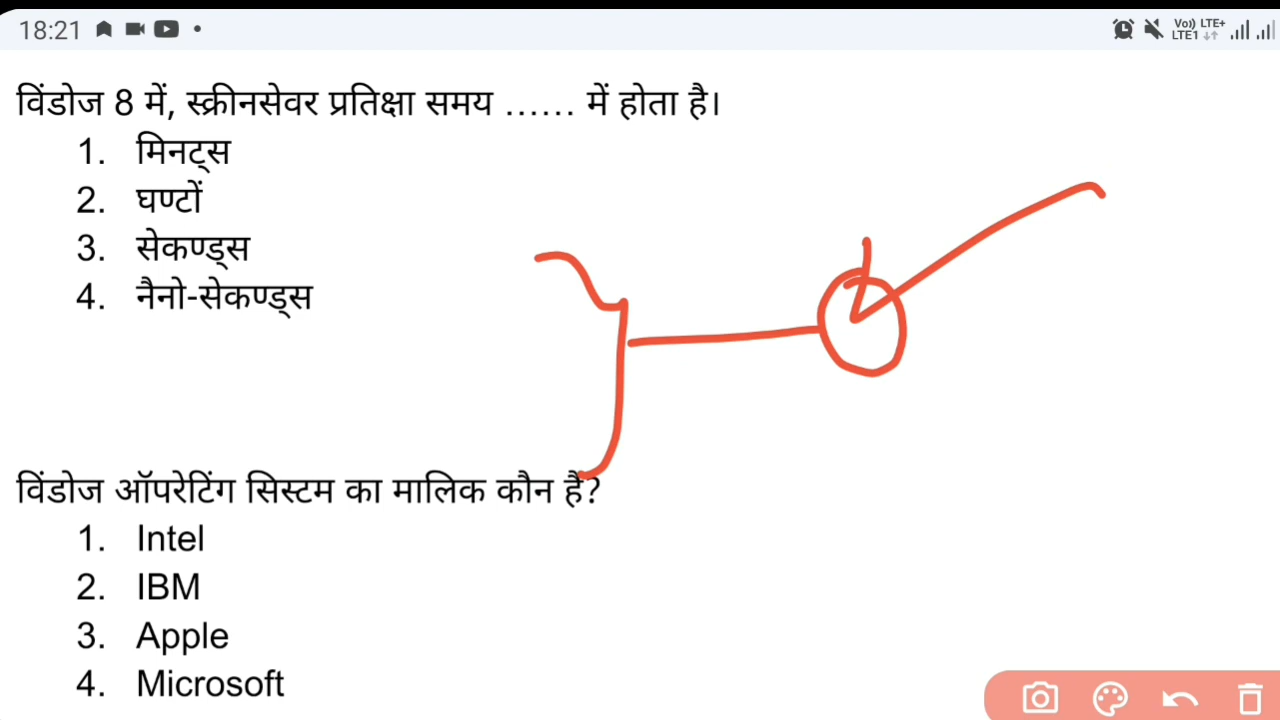 18:21
Vo)) LTE+
LTE1
विंडोज 8 में, स्क्रीनसेवर प्रतिक्षा समय ...... में होता है।
1. मिनट्स
2. घण्टों
3. सेकण्ड्स
4. नैनो-सेकण्ड्स
विंडोज ऑपरेटिंग सिस्टम का मालिक कौन है?
1. Intel
2. IBM
3. Apple
4. Microsoft